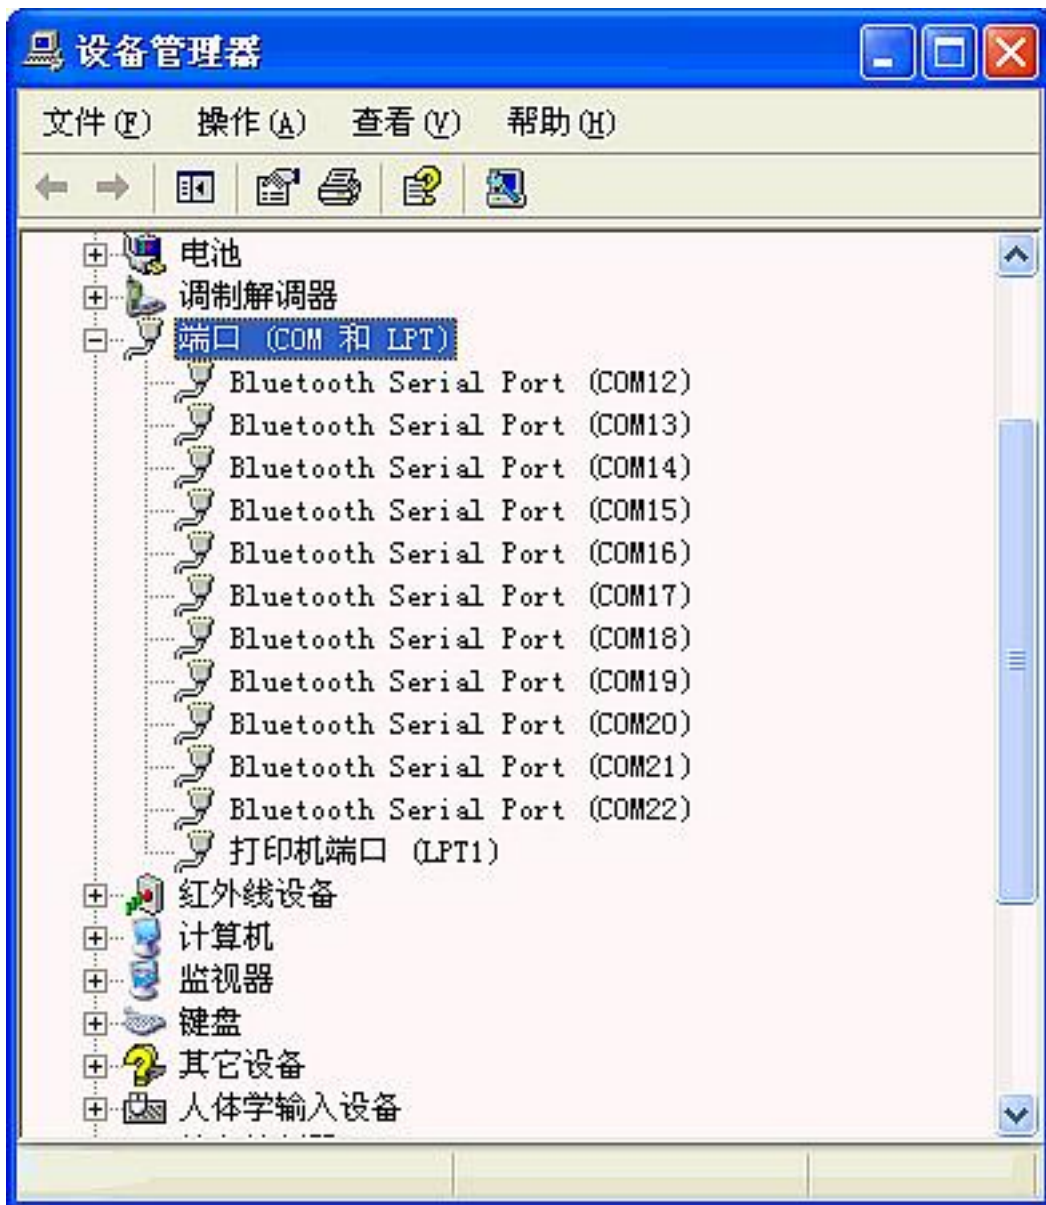 设备管理器
文件(F) 操作(A) 查看(V) 帮助(H)
电池
调制解调器
端口 (COM 和 LPT)
Bluetooth Serial Port (COM12)
Bluetooth Serial Port (COM13)
Bluetooth Serial Port (COM14)
Bluetooth Serial Port (COM15)
Bluetooth Serial Port (COM16)
Bluetooth Serial Port (COM17)
Bluetooth Serial Port (COM18)
Bluetooth Serial Port (COM19)
Bluetooth Serial Port (COM20)
Bluetooth Serial Port (COM21)
Bluetooth Serial Port (COM22)
打印机端口 (LPT1)
红外线设备
计算机
监视器
键盘
其它设备
人体学输入设备